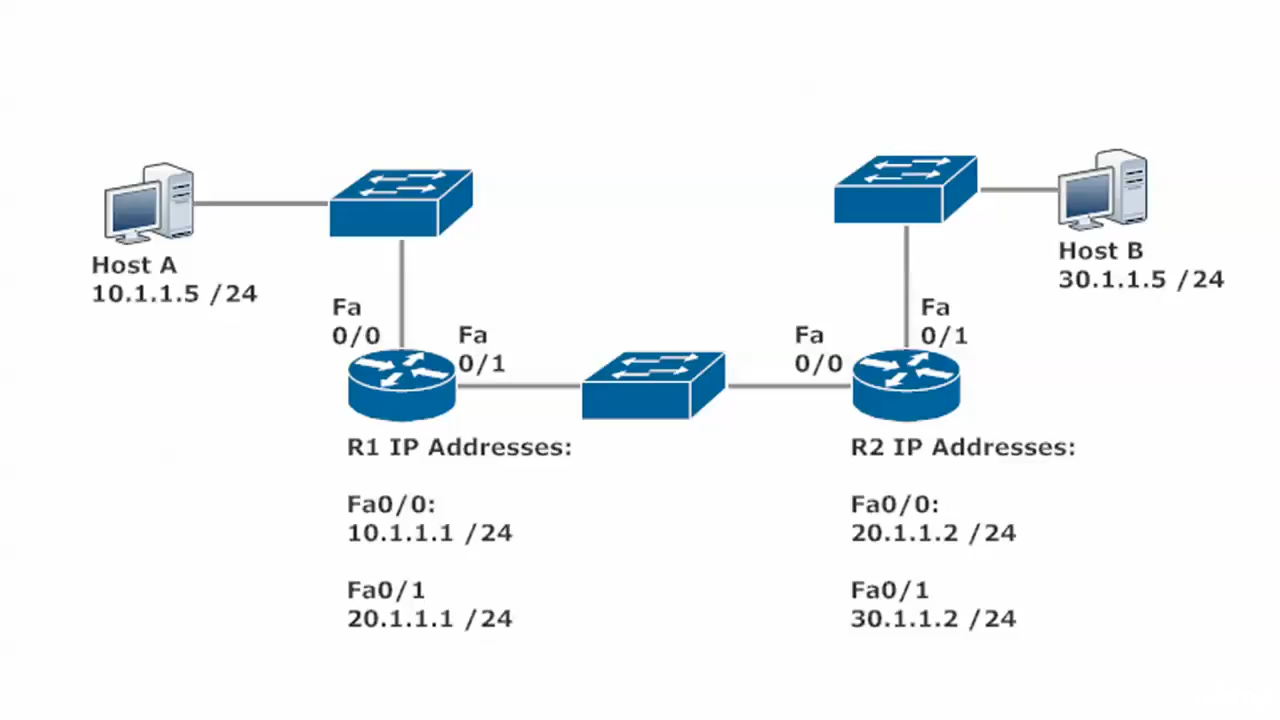 Host A
10.1.1.5 /24
Host B
30.1.1.5 /24
Fa
0/0
Fa
0/1
Fa
0/0
Fa
0/1
R1 IP Addresses:
Fa0/0:
10.1.1.1 /24
Fa0/1
20.1.1.1 /24
R2 IP Addresses:
Fa0/0:
20.1.1.2 /24
Fa0/1
30.1.1.2 /24